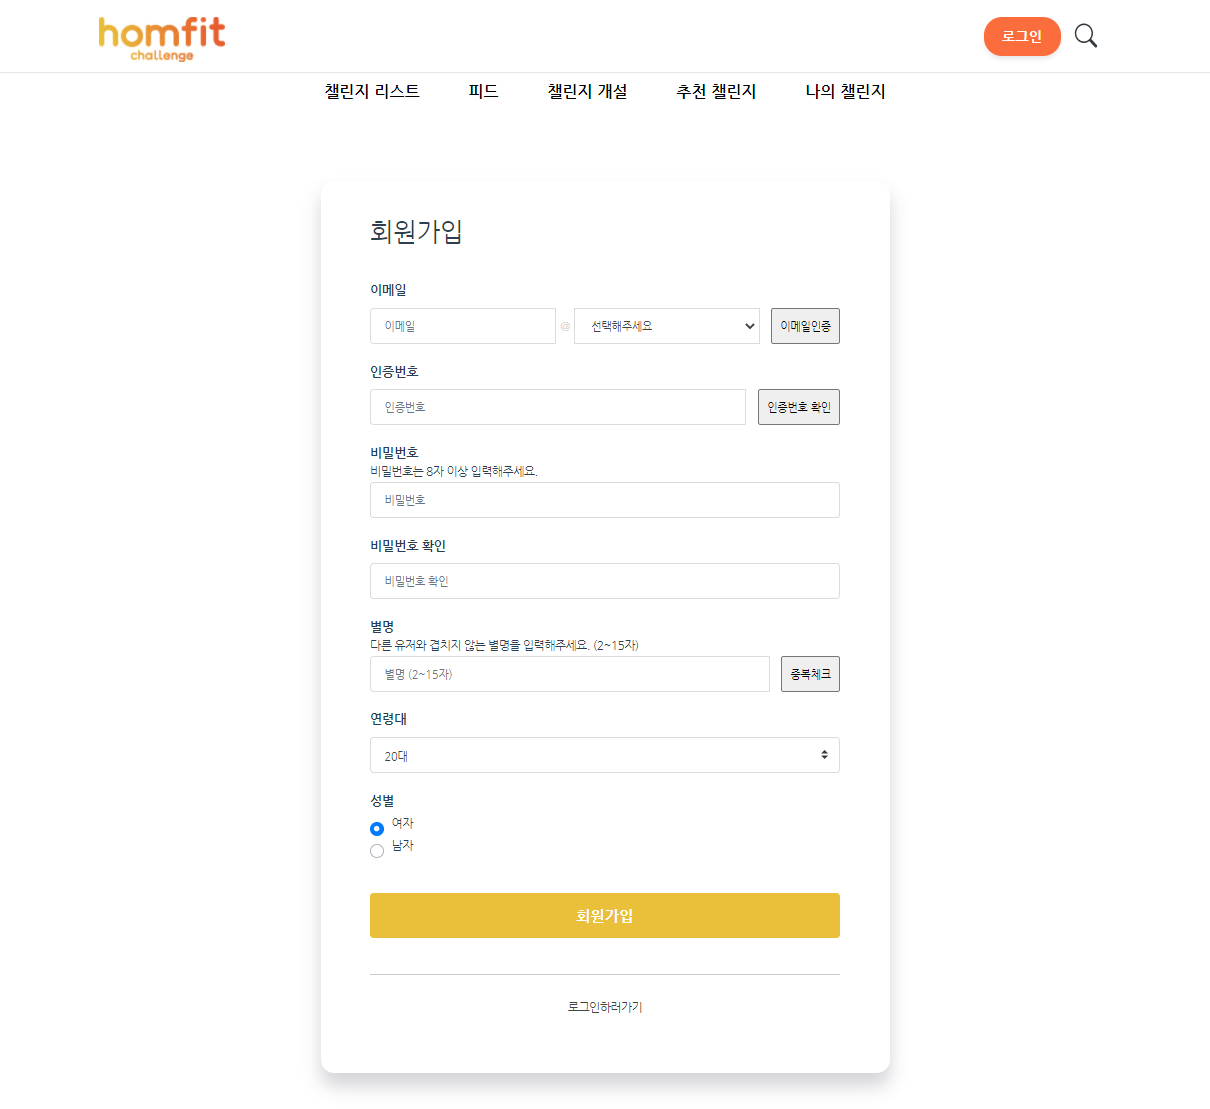 homfit
challenge
로그인
챌린지 리스트 피드 챌린지 개설 추천 챌린지 나의 챌린지
회원가입
이메일
이메일 @ 선택해주세요 이메일인증
인증번호
인증번호 인증번호 확인
비밀번호
비밀번호는 8자 이상 입력해주세요.
비밀번호
비밀번호 확인
비밀번호 확인
별명
다른 유저와 겹치지 않는 별명을 입력해주세요. (2~15자)
별명 (2~15자) 중복체크
연령대
20대
성별
여자
남자
회원가입
로그인하러가기